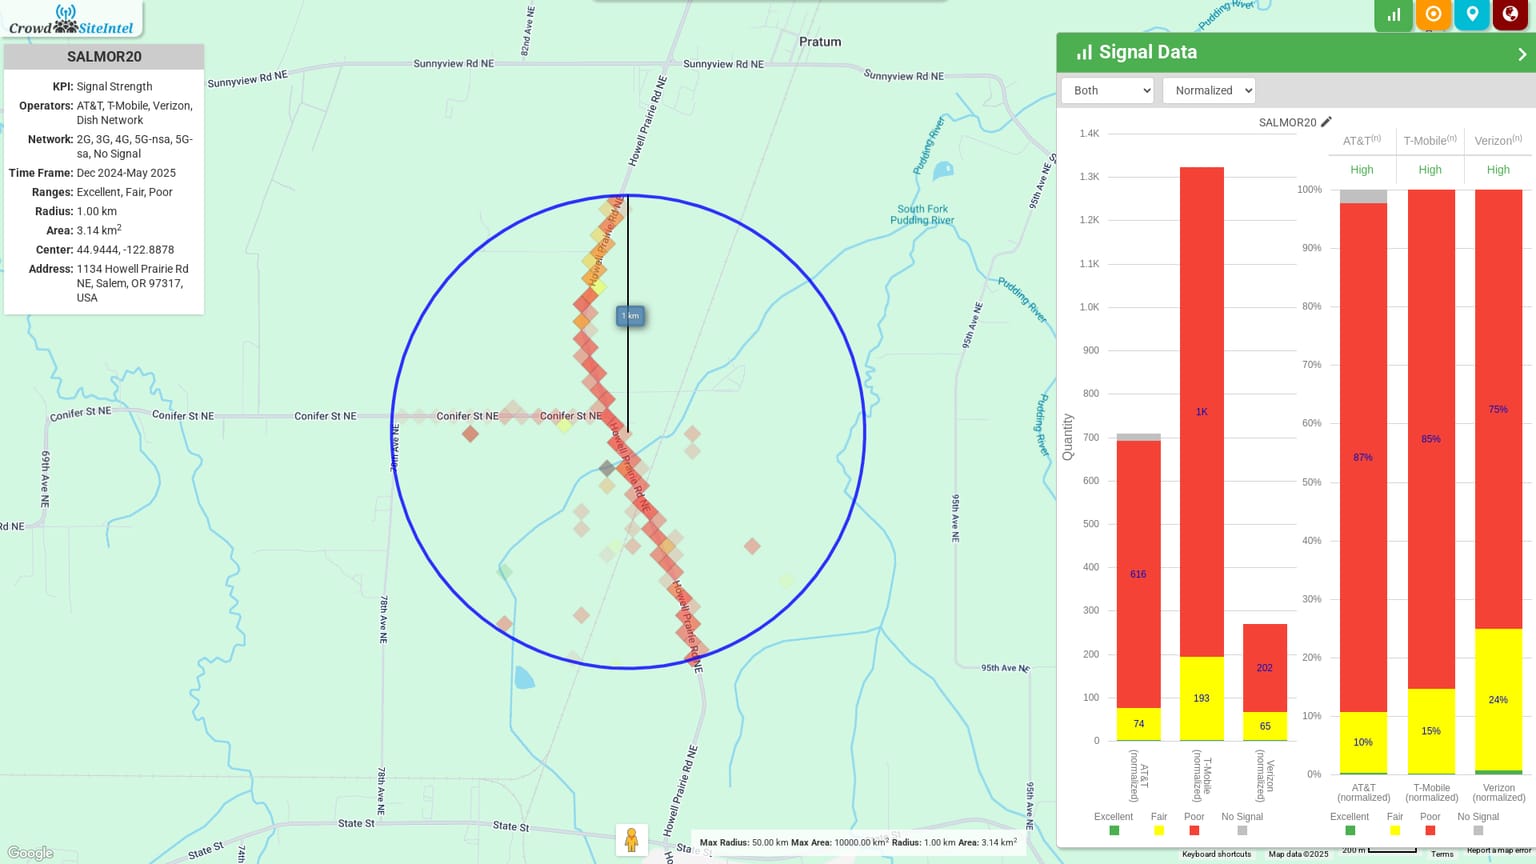 Crowd SiteIntel
SALMOR20
KPI: Signal Strength
Operators: AT&T, T-Mobile, Verizon,
Dish Network
Network: 2G, 3G, 4G, 5G-nsa, 5G-
sa, No Signal
Time Frame: Dec 2024-May 2025
Ranges: Excellent, Fair, Poor
Radius: 1.00 km
Area: 3.14 km²
Center: 44.9444, -122.8878
Address: 1134 Howell Prairie Rd
NE, Salem, OR 97317,
USA
Pratum
82nd Ave NE
Sunnyview Rd NE
Sunnyview Rd NE
Sunnyview Rd NE
Sunnyview Rd NE
Howell Prairie Rd NE
Pudding River
Pudding River
95th Ave NE
South Fork
Pudding River
Pudding River
95th Ave NE
Howell Prairie Rd NE
1 km
Conifer St NE
Conifer St NE
Conifer St NE
Conifer St NE
Conifer St NE
78th Ave NE
Howell Prairie Rd NE
Pudding River
69th Ave NE
Rd NE
95th Ave NE
78th Ave NE
Howell Prairie Rd NE
95th Ave NE
78th Ave NE
Howell Prairie Rd NE
95th Ave NE
State St
State St
State St
State St
74th
Google
Max Radius: 50.00 km Max Area: 10000.00 km² Radius: 1.00 km Area: 3.14 km²
Keyboard shortcuts
Map data ©2025
200 m
Terms
Report a map error
Signal Data
Both
Normalized
SALMOR20
Quantity
1.4K
1.3K
1.2K
1.1K
1.0K
900
800
700
600
500
400
300
200
100
0
616
74
1K
193
202
65
AT&T
(normalized)
T-Mobile
(normalized)
Verizon
(normalized)
Excellent Fair Poor No Signal
AT&T(n) T-Mobile(n) Verizon(n)
High High High
100%
90%
80%
70%
60%
50%
40%
30%
20%
10%
0%
87%
10%
85%
15%
75%
24%
AT&T
(normalized)
T-Mobile
(normalized)
Verizon
(normalized)
Excellent Fair Poor No Signal